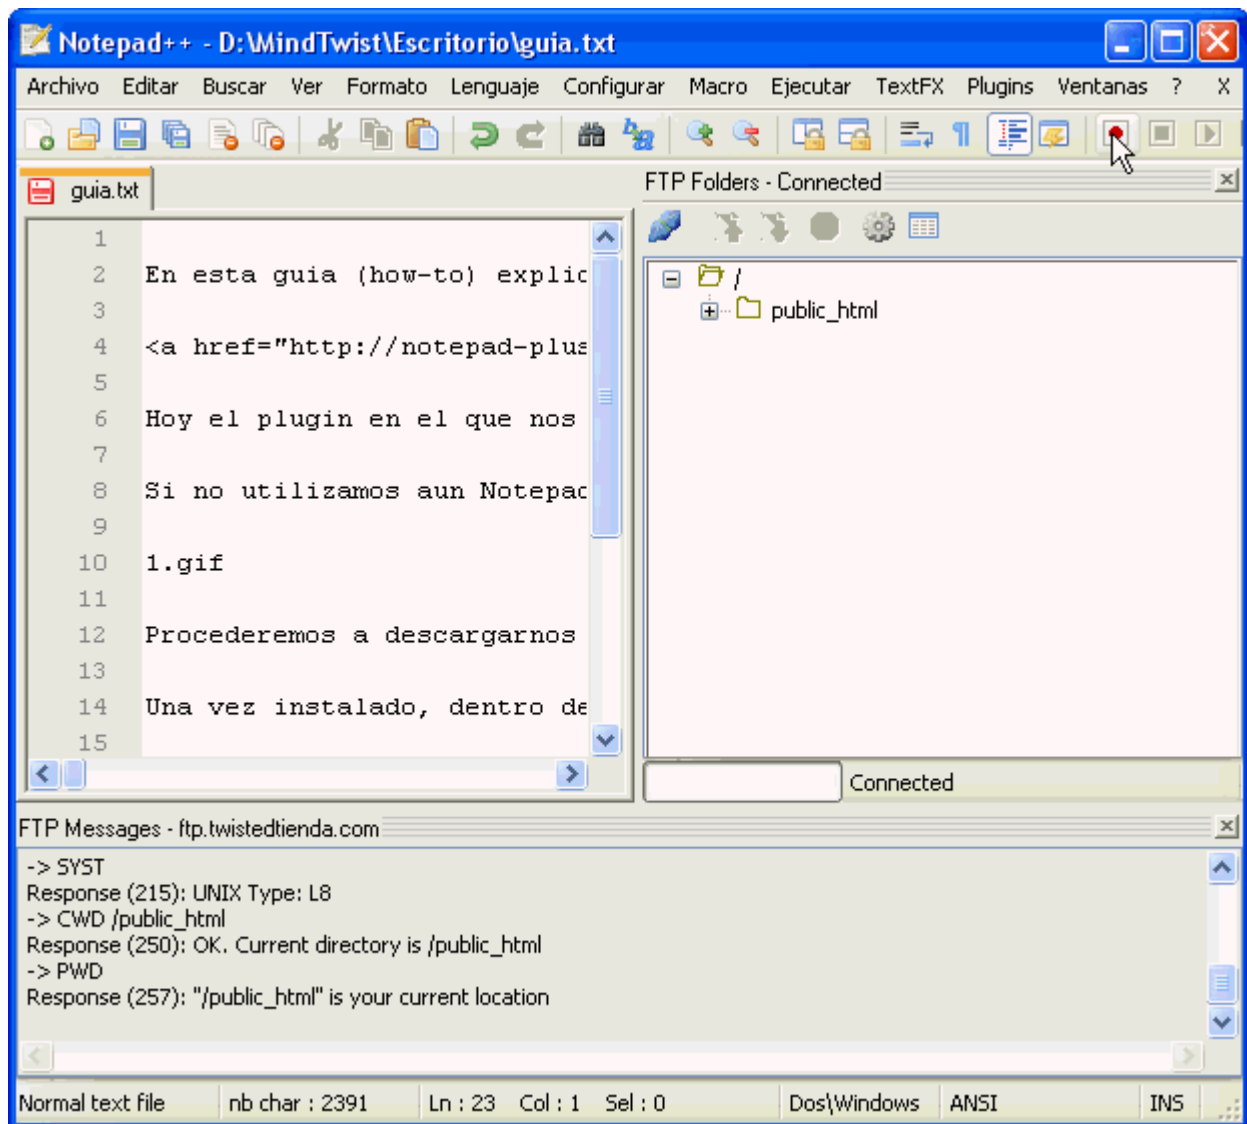 Notepad++ - D:\MindTwist\Escritorio\guia.txt
Archivo Editar Buscar Ver Formato Lenguaje Configurar Macro Ejecutar TextFX Plugins Ventanas ? X
guia.txt
1
2 En esta guia (how-to) explic
3
4 <a href="http://notepad-plus
5
6 Hoy el plugin en el que nos
7
8 Si no utilizamos aun Notepad
9
10 1.gif
11
12 Procederemos a descargarnos
13
14 Una vez instalado, dentro de
15
FTP Folders - Connected
/
public_html
Connected
FTP Messages - ftp.twistedtienda.com
-> SYST
Response (215): UNIX Type: L8
-> CWD /public_html
Response (250): OK. Current directory is /public_html
-> PWD
Response (257): "/public_html" is your current location
Normal text file nb char : 2391 Ln : 23 Col : 1 Sel : 0 Dos\Windows ANSI INS